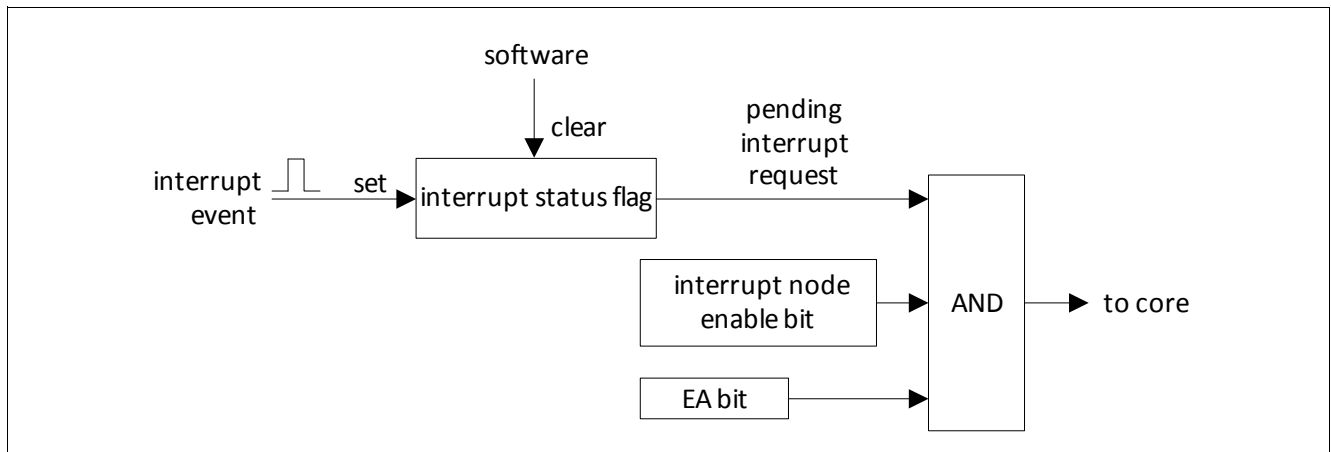 software
clear
pending
interrupt
request
interrupt
event
set
interrupt status flag
interrupt node
enable bit
AND
to core
EA bit